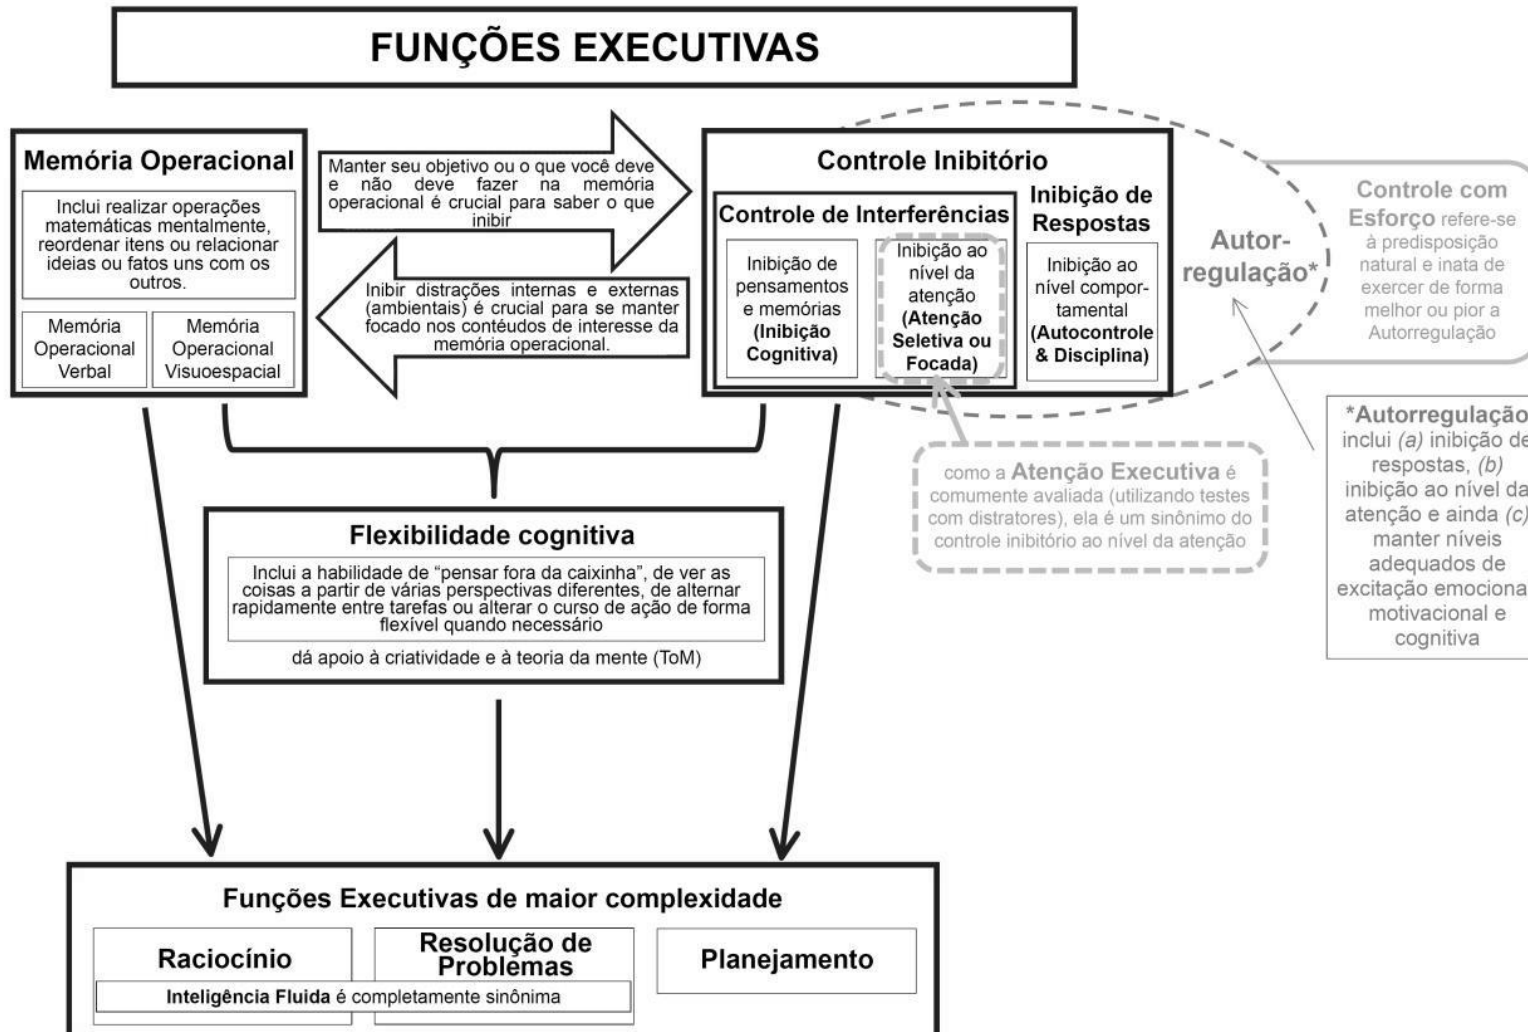 FUNÇÕES EXECUTIVAS
Memória Operacional
Inclui realizar operações
matemáticas mentalmente,
reordenar itens ou relacionar
ideias ou fatos uns com os
outros.
Memória
Operacional
Verbal
Memória
Operacional
Visuoespacial
Manter seu objetivo ou o que você deve
e não deve fazer na memória
operacional é crucial para saber o que
inibir
Inibir distrações internas e externas
(ambientais) é crucial para se manter
focado nos contéudos de interesse da
memória operacional.
Controle Inibitório
Controle de Interferências
Inibição de
pensamentos
e memórias
(Inibição
Cognitiva)
Inibição ao
nível da
atenção
(Atenção
Seletiva ou
Focada)
Inibição de
Respostas
Inibição ao
nível compor-
tamental
(Autocontrole
& Disciplina)
Autor-
regulação*
Controle com
Esforço refere-se
à predisposição
natural e inata de
exercer de forma
melhor ou pior a
Autorregulação
como a Atenção Executiva é
comumente avaliada (utilizando testes
com distratores), ela é um sinônimo do
controle inibitório ao nível da atenção
*Autorregulação
inclui (a) inibição de
respostas, (b)
inibição ao nível da
atenção e ainda (c)
manter níveis
adequados de
excitação emociona
motivacional e
cognitiva
Flexibilidade cognitiva
Inclui a habilidade de “pensar fora da caixinha”, de ver as
coisas a partir de várias perspectivas diferentes, de alternar
rapidamente entre tarefas ou alterar o curso de ação de forma
flexível quando necessário
dá apoio à criatividade e à teoria da mente (ToM)
Funções Executivas de maior complexidade
Raciocínio
Resolução de
Problemas
Inteligência Fluida é completamente sinônima
Planejamento